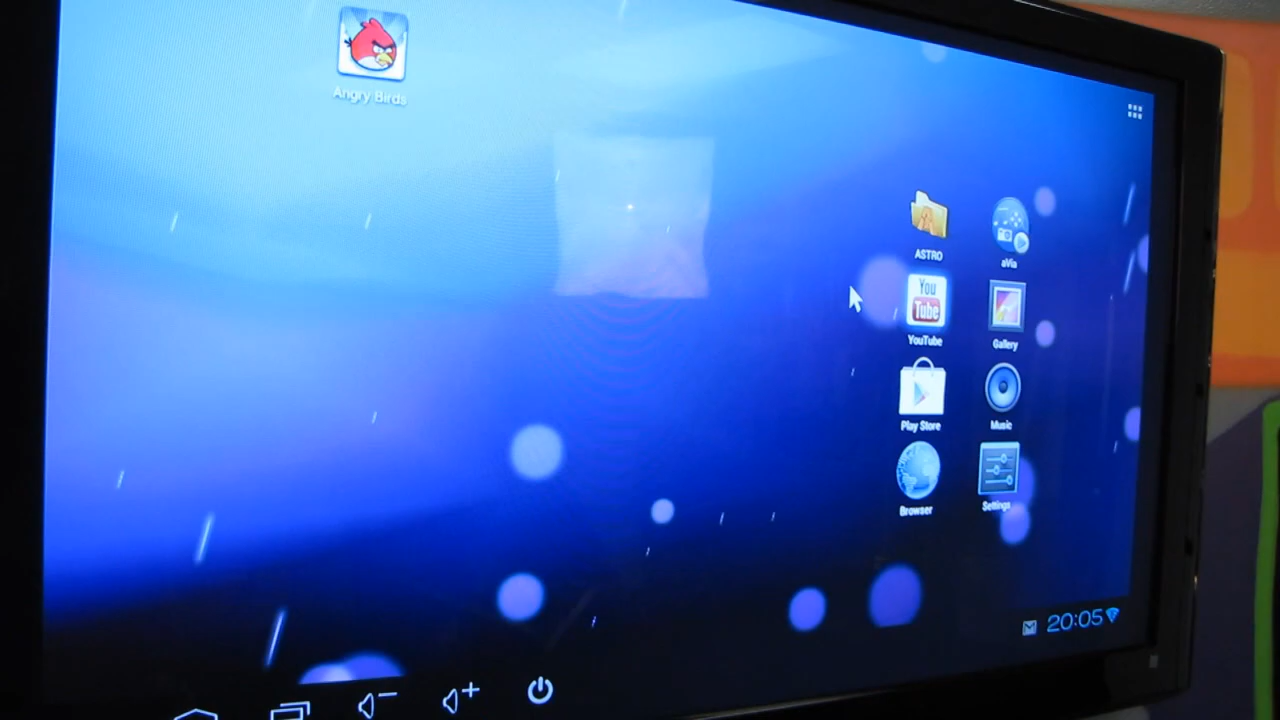 Angry Birds
ASTRO
aVia
You
Tube
YouTube
Gallery
Play Store
Music
Browser
Settings
20:05